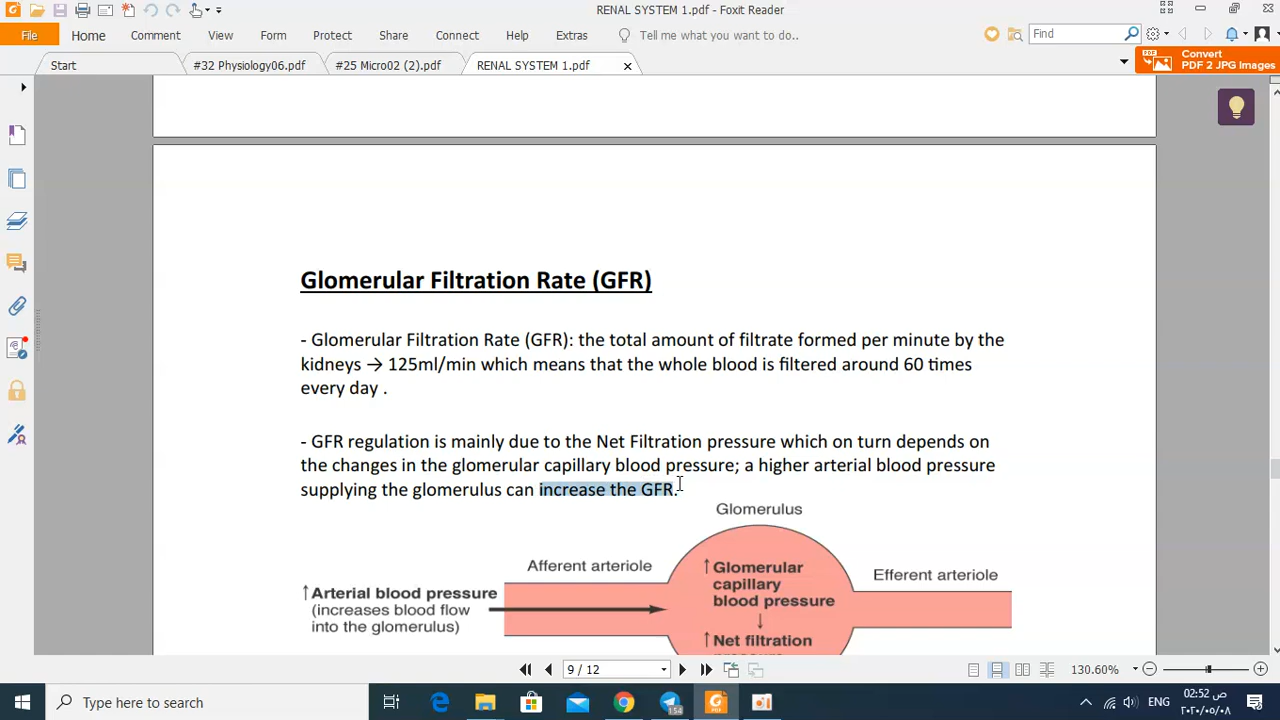 RENAL SYSTEM 1.pdf - Foxit Reader
File Home Comment View Form Protect Share Connect Help Extras Tell me what you want to do.. Find
Start #32 Physiology06.pdf #25 Micro02 (2).pdf RENAL SYSTEM 1.pdf
Convert
PDF 2 JPG Images
Glomerular Filtration Rate (GFR)
- Glomerular Filtration Rate (GFR): the total amount of filtrate formed per minute by the
kidneys → 125ml/min which means that the whole blood is filtered around 60 times
every day .
- GFR regulation is mainly due to the Net Filtration pressure which on turn depends on
the changes in the glomerular capillary blood pressure; a higher arterial blood pressure
supplying the glomerulus can increase the GFR.
Glomerulus
Afferent arteriole
Efferent arteriole
↑Arterial blood pressure
(increases blood flow
into the glomerulus)
↑Glomerular
capillary
blood pressure
↓
↑Net filtration
9 / 12
130.60%
Type here to search
154
PDF
ENG
02:52 ص
٢٠٢٠/٠٥/٠٨